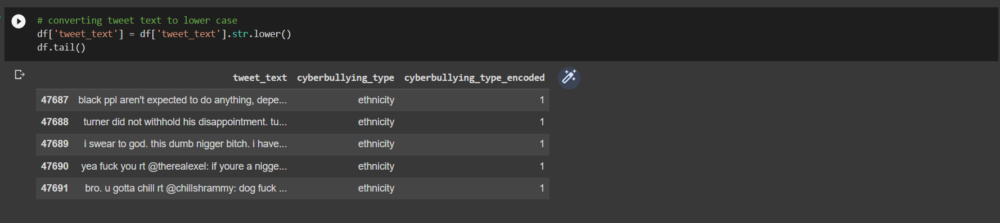 # converting tweet text to lower case
df['tweet_text'] = df['tweet_text'].str.lower()
df.tail()
tweet_text cyberbullying_type cyberbullying_type_encoded
47687 black ppl aren't expected to do anything, depe... ethnicity 1
47688 turner did not withhold his disappointment. tu... ethnicity 1
47689 i swear to god. this dumb nigger bitch. i have... ethnicity 1
47690 yea fuck you rt @therealexel: if youre a nigge... ethnicity 1
47691 bro. u gotta chill rt @chillshrammy: dog fuck ... ethnicity 1